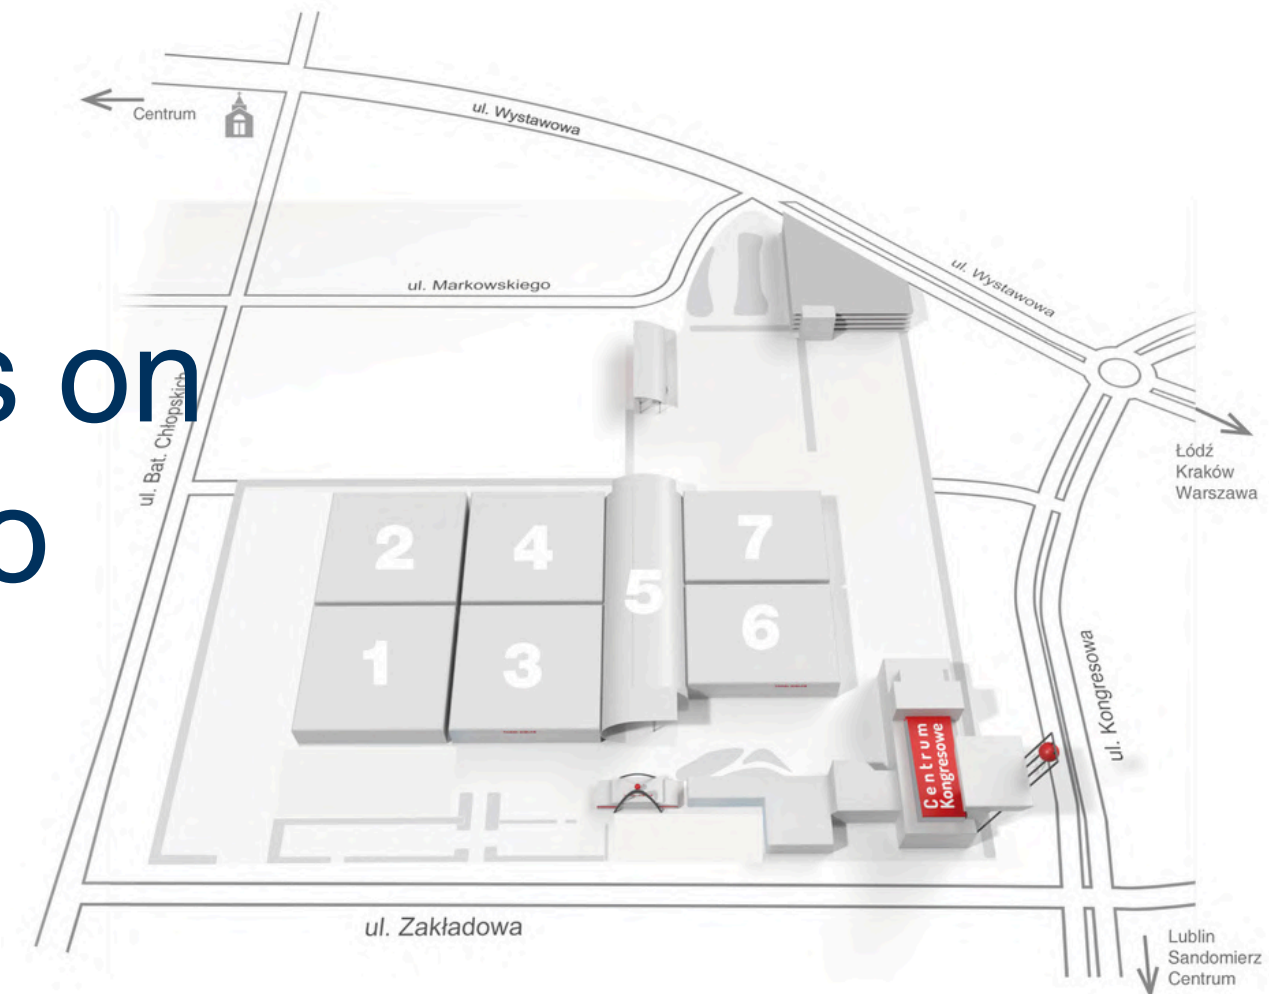 Centrum
ul. Wystawowa
ul. Wystawowa
ul. Markowskiego
s on
ul. Bat. Chłopskich
o
Łódź
Kraków
Warszawa
2
4
5
7
1
3
6
ul. Kongresowa
Centrum
Kongresowe
ul. Zakładowa
Lublin
Sandomierz
Centrum